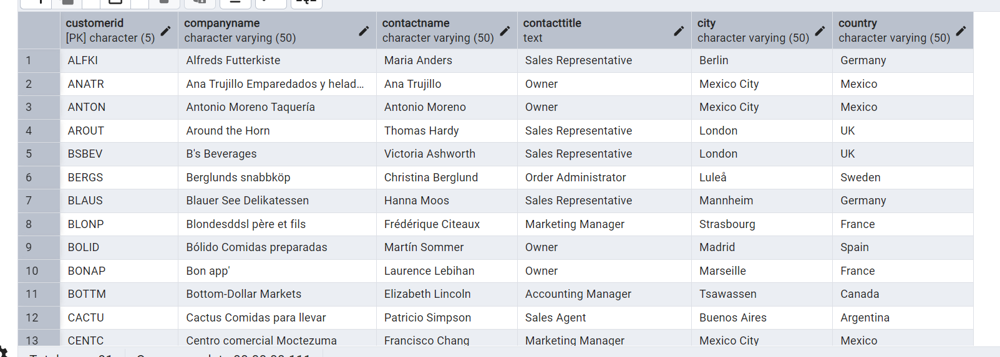 customerid companyname contactname contacttitle city country
[PK] character (5) character varying (50) character varying (50) text character varying (50) character varying (50)
1 ALFKI Alfreds Futterkiste Maria Anders Sales Representative Berlin Germany
2 ANATR Ana Trujillo Emparedados y helad... Ana Trujillo Owner Mexico City Mexico
3 ANTON Antonio Moreno Taquería Antonio Moreno Owner Mexico City Mexico
4 AROUT Around the Horn Thomas Hardy Sales Representative London UK
5 BSBEV B's Beverages Victoria Ashworth Sales Representative London UK
6 BERGS Berglunds snabbköp Christina Berglund Order Administrator Luleå Sweden
7 BLAUS Blauer See Delikatessen Hanna Moos Sales Representative Mannheim Germany
8 BLONP Blondesddsl père et fils Frédérique Citeaux Marketing Manager Strasbourg France
9 BOLID Bólido Comidas preparadas Martín Sommer Owner Madrid Spain
10 BONAP Bon app' Laurence Lebihan Owner Marseille France
11 BOTTM Bottom-Dollar Markets Elizabeth Lincoln Accounting Manager Tsawassen Canada
12 CACTU Cactus Comidas para llevar Patricio Simpson Sales Agent Buenos Aires Argentina
13 CENTC Centro comercial Moctezuma Francisco Chang Marketing Manager Mexico City Mexico